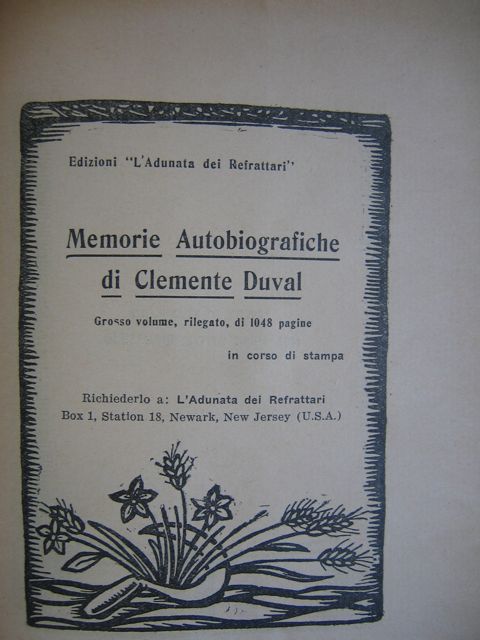 Edizioni "L'Adunata dei Refrattari"
Memorie Autobiografiche
di Clemente Duval
Grosso volume, rilegato, di 1048 pagine
in corso di stampa
Richiederlo a: L'Adunata dei Refrattari
Box 1, Station 18, Newark, New Jersey (U.S.A.)